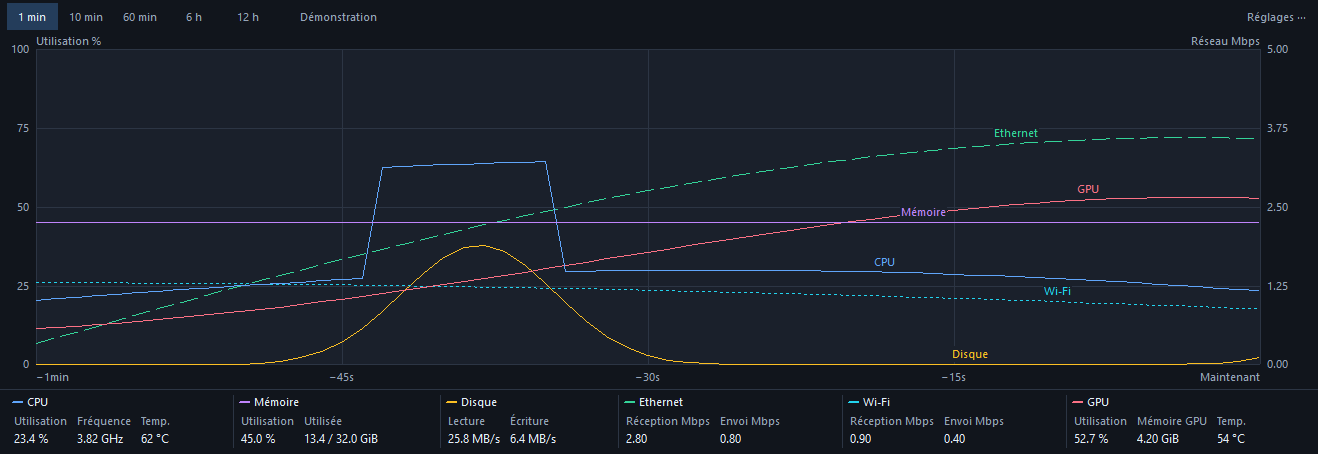 1 min 10 min 60 min 6 h 12 h Démonstration Réglages ···
Utilisation % Réseau Mbps
100 5.00
75 3.75
50 2.50
25 1.25
0 0.00
Ethernet
GPU
Mémoire
CPU
Wi-Fi
Disque
−1min −45s −30s −15s Maintenant
CPU Mémoire Disque Ethernet Wi-Fi GPU
Utilisation Fréquence Temp. Utilisation Utilisée Lecture Écriture Réception Mbps Envoi Mbps Réception Mbps Envoi Mbps Utilisation Mémoire GPU Temp.
23.4 % 3.82 GHz 62 °C 45.0 % 13.4 / 32.0 GiB 25.8 MB/s 6.4 MB/s 2.80 0.80 0.90 0.40 52.7 % 4.20 GiB 54 °C